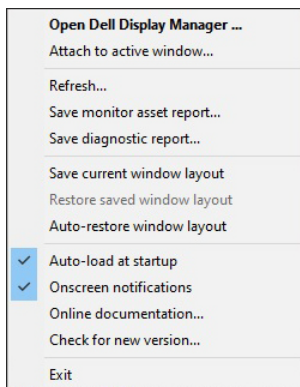 Open Dell Display Manager ...
Attach to active window...
Refresh...
Save monitor asset report...
Save diagnostic report...
Save current window layout
Restore saved window layout
Auto-restore window layout
Auto-load at startup
Onscreen notifications
Online documentation...
Check for new version...
Exit